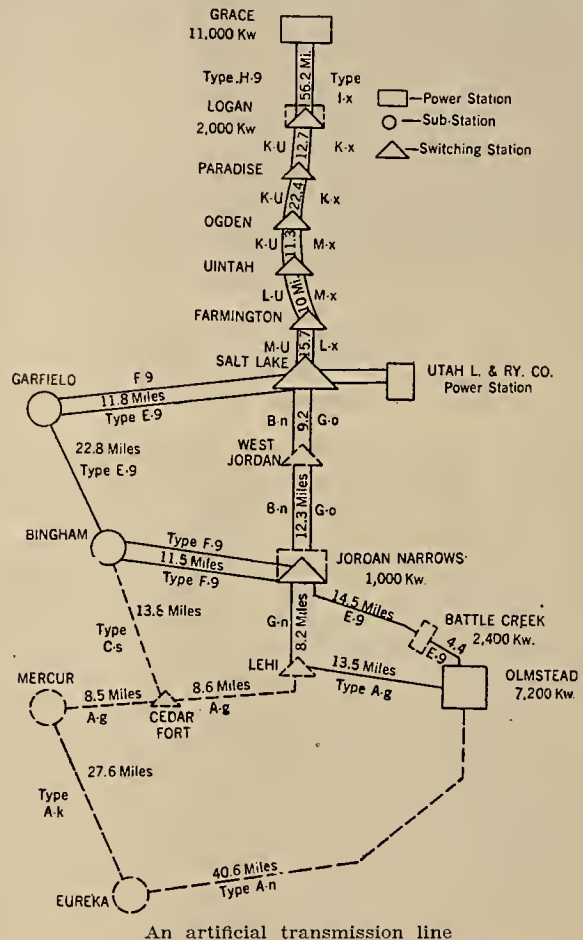 GRACE
11,000 Kw
Type H-9
156.2 Mi.
Type
I-x
LOGAN
2,000 Kw
Power Station
Sub-Station
Switching Station
K-U
12.7
K-x
PARADISE
K-U
22.4
K-x
OGDEN
K-U
11.3
M-x
UINTAH
L-U
10 Mi.
M-x
FARMINGTON
M-U
15.7
L-x
SALT LAKE
UTAH L. & RY. CO.
Power Station
GARFIELO
F 9
11.8 Miles
Type E-9
B-n
9.2
G-o
WEST
JORDAN
22.8 Miles
Type E-9
B-n
12.3 Miles
G-o
BINGHAM
Type F-9
11.5 Miles
Type F-9
JOROAN NARROWS
1,000 Kw.
13.8 Miles
Type
C-s
G-n
8.2 Miles
14.5 Miles
E-9
BATTLE CREEK
2,400 Kw.
4.4
E-9
LEHI
13.5 Miles
Type A-g
OLMSTEAD
7,200 Kw.
MERCUR
8.5 Miles
A-g
CEDAR
FORT
8.6 Miles
A-g
27.6 Miles
Type
A-k
40.6 Miles
Type A-n
EUREKA
An artificial transmission line